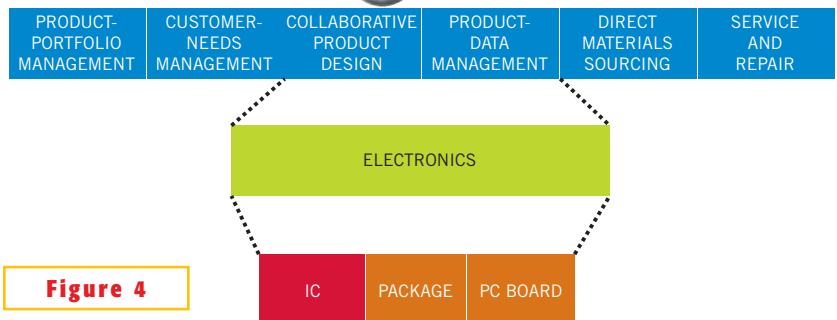 PRODUCT-
PORTFOLIO
MANAGEMENT
CUSTOMER-
NEEDS
MANAGEMENT
COLLABORATIVE
PRODUCT
DESIGN
PRODUCT-
DATA
MANAGEMENT
DIRECT
MATERIALS
SOURCING
SERVICE
AND
REPAIR
ELECTRONICS
IC
PACKAGE
PC BOARD
Figure 4